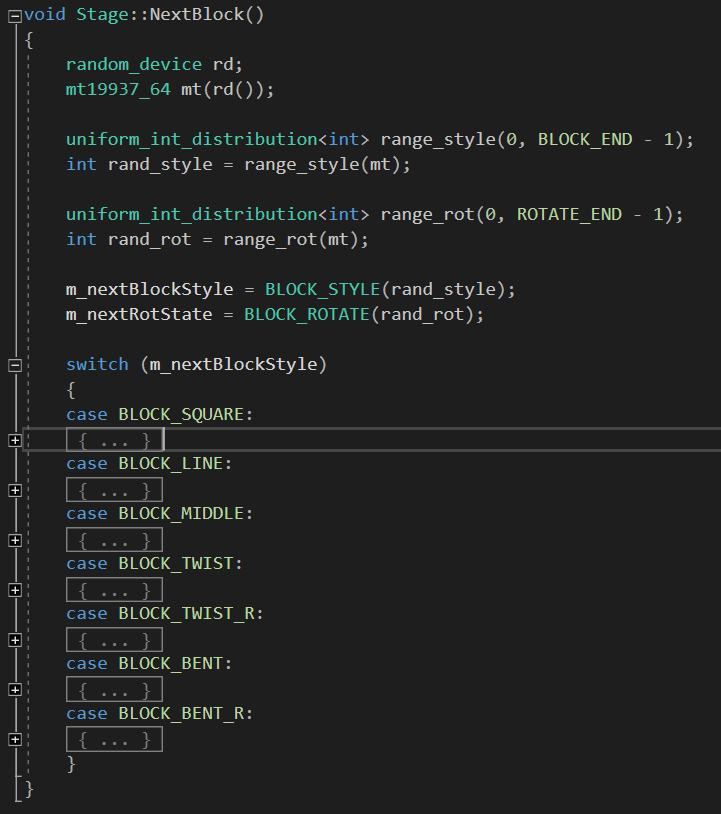 void Stage::NextBlock()
{
random_device rd;
mt19937_64 mt(rd());
uniform_int_distribution<int> range_style(0, BLOCK_END - 1);
int rand_style = range_style(mt);
uniform_int_distribution<int> range_rot(0, ROTATE_END - 1);
int rand_rot = range_rot(mt);
m_nextBlockStyle = BLOCK_STYLE(rand_style);
m_nextRotState = BLOCK_ROTATE(rand_rot);
switch (m_nextBlockStyle)
{
case BLOCK_SQUARE:
{ ... }
case BLOCK_LINE:
{ ... }
case BLOCK_MIDDLE:
{ ... }
case BLOCK_TWIST:
{ ... }
case BLOCK_TWIST_R:
{ ... }
case BLOCK_BENT:
{ ... }
case BLOCK_BENT_R:
{ ... }
}
}